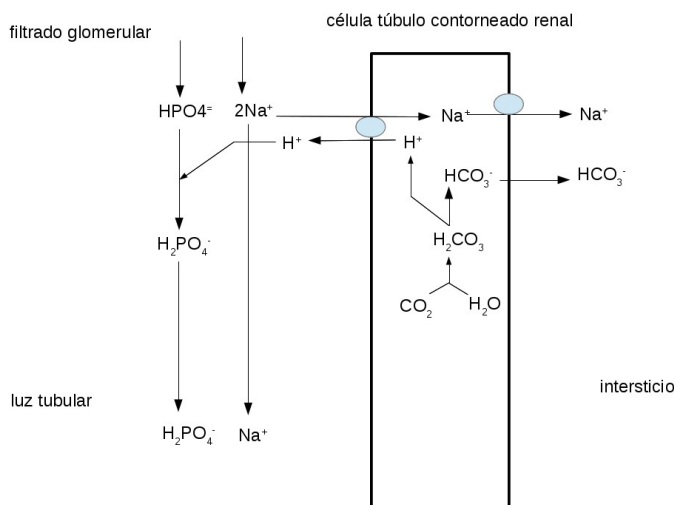 célula túbulo contorneado renal
filtrado glomerular
HPO4⁼ 2Na⁺ Na⁺ Na⁺
H⁺ H⁺
HCO₃⁻ HCO₃⁻
H₂PO₄⁻ H₂CO₃
CO₂ H₂O
luz tubular intersticio
H₂PO₄⁻ Na⁺